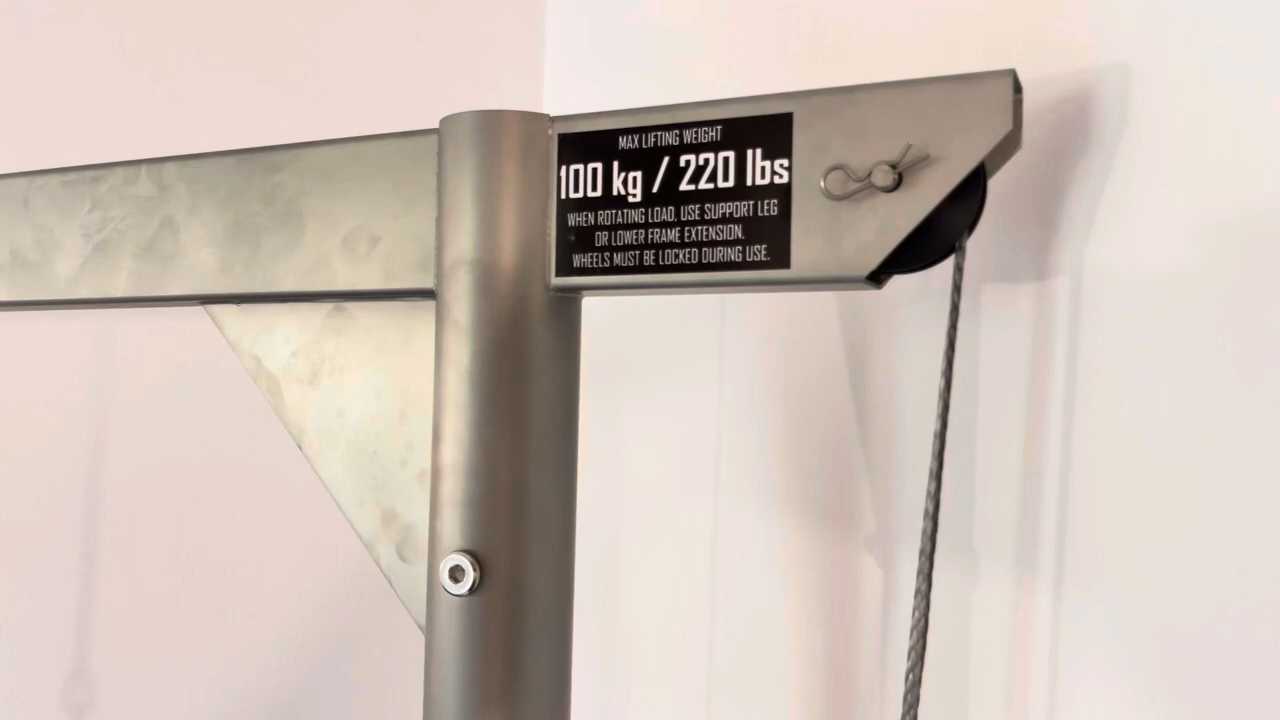 MAX LIFTING WEIGHT
100 kg / 220 lbs
WHEN ROTATING LOAD, USE SUPPORT LEG
OR LOWER FRAME EXTENSION.
WHEELS MUST BE LOCKED DURING USE.